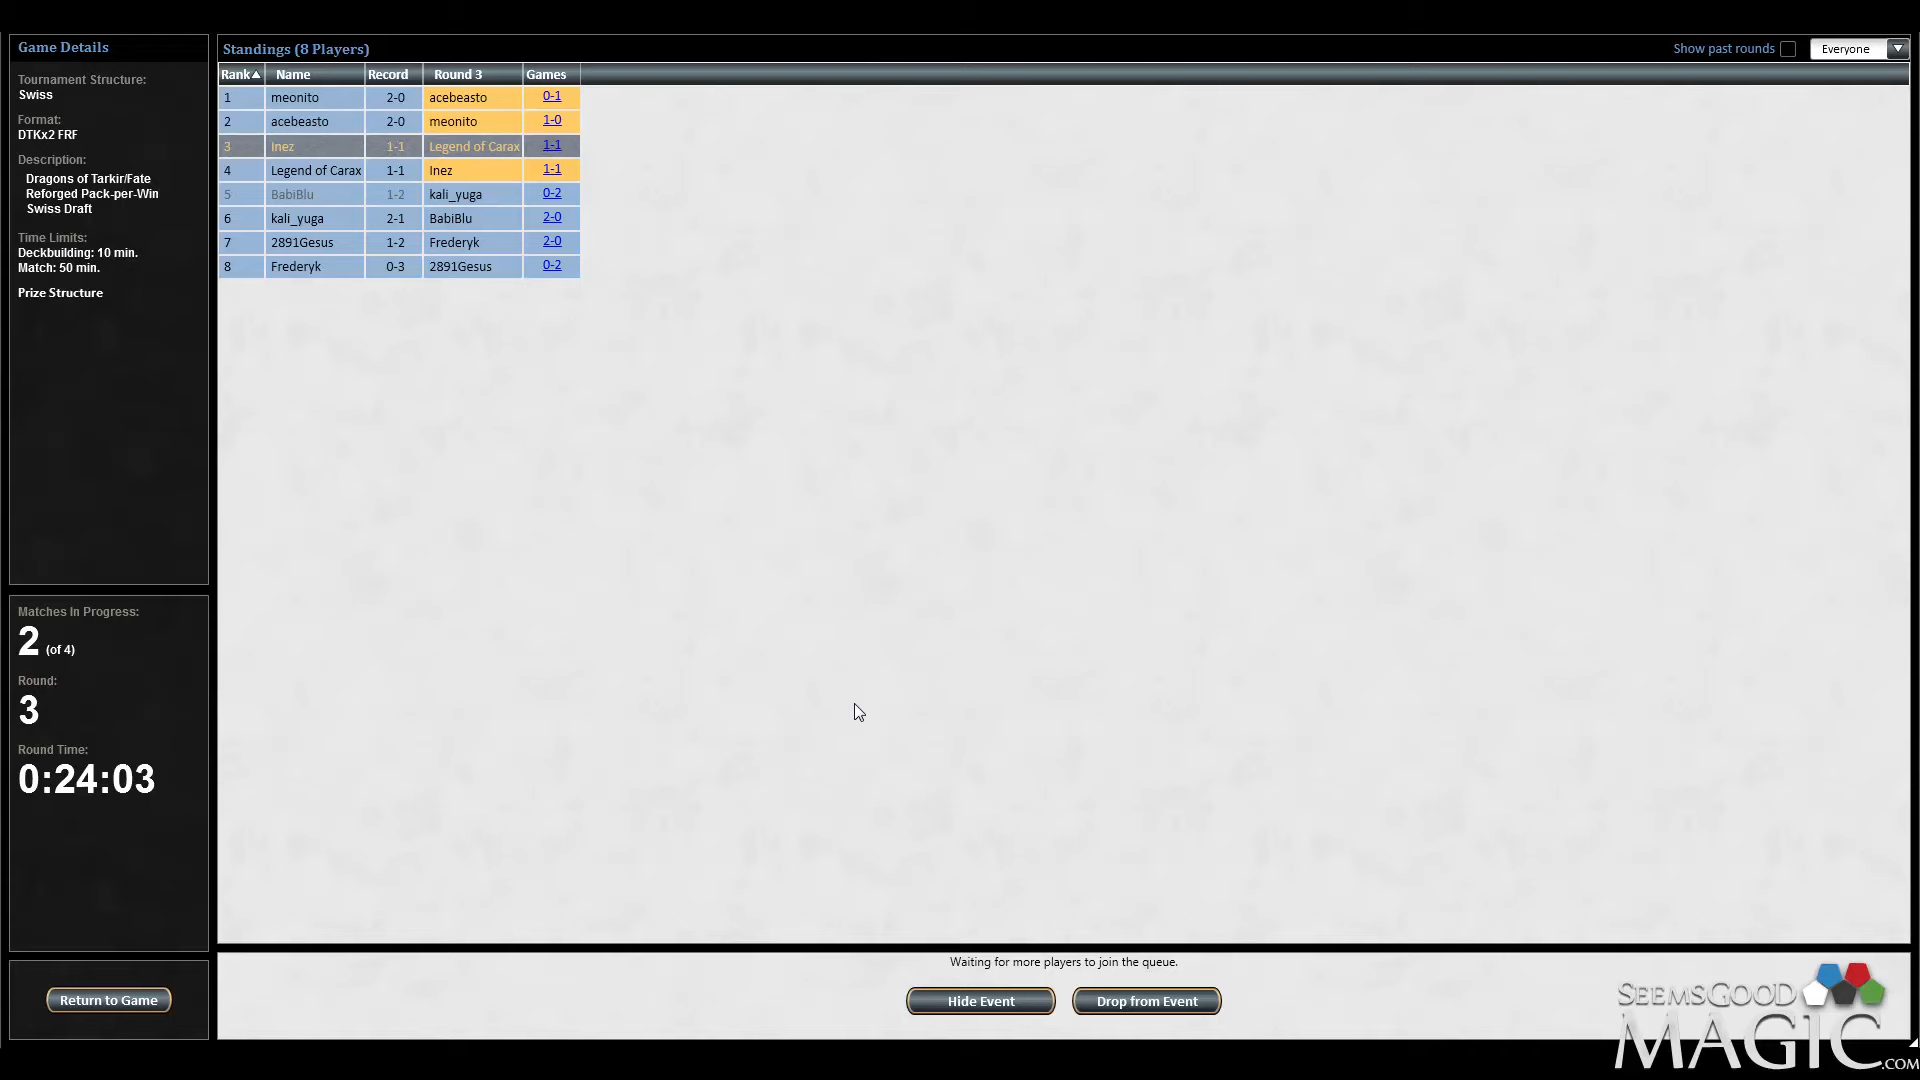 Game Details
Tournament Structure:
Swiss
Format:
DTKx2 FRF
Description:
Dragons of Tarkir/Fate
Reforged Pack-per-Win
Swiss Draft
Time Limits:
Deckbuilding: 10 min.
Match: 50 min.
Prize Structure
Standings (8 Players)
Show past rounds
Everyone
Rank Name Record Round 3 Games
1 meonito 2-0 acebeasto 0-1
2 acebeasto 2-0 meonito 1-0
3 Inez 1-1 Legend of Carax 1-1
4 Legend of Carax 1-1 Inez 1-1
5 BabiBlu 1-2 kali_yuga 0-2
6 kali_yuga 2-1 BabiBlu 2-0
7 2891Gesus 1-2 Frederyk 2-0
8 Frederyk 0-3 2891Gesus 0-2
Matches In Progress:
2 (of 4)
Round:
3
Round Time:
0:24:03
Return to Game
Waiting for more players to join the queue.
Hide Event
Drop from Event
SEEMSGOOD
MAGIC.COM